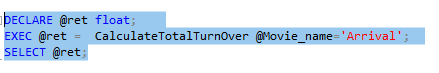 DECLARE @ret float;
EXEC @ret =  CalculateTotalTurnOver @Movie_name='Arrival';
SELECT @ret;